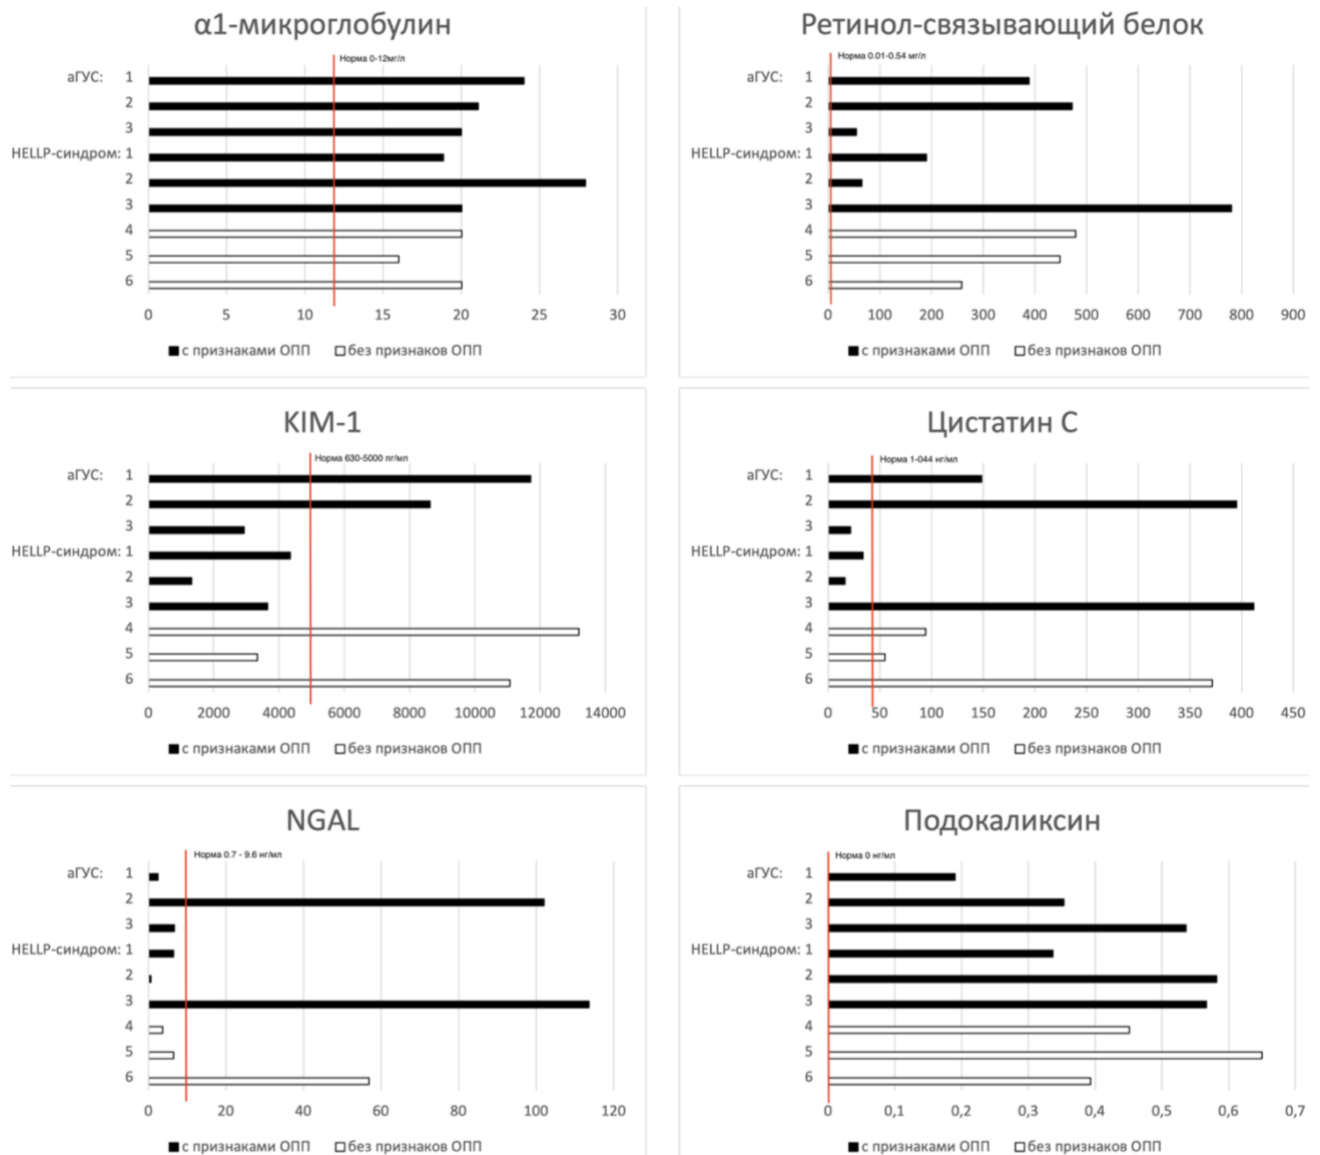 α1-микроглобулин
Норма 0-12мг/л
аГУС: 1
2
3
HELLP-синдром: 1
2
3
4
5
6
0 5 10 15 20 25 30
с признаками ОПП без признаков ОПП
Ретинол-связывающий белок
Норма 0.01-0.54 мг/л
аГУС: 1
2
3
HELLP-синдром: 1
2
3
4
5
6
0 100 200 300 400 500 600 700 800 900
с признаками ОПП без признаков ОПП
KIM-1
Норма 630-5000 пг/мл
аГУС: 1
2
3
HELLP-синдром: 1
2
3
4
5
6
0 2000 4000 6000 8000 10000 12000 14000
с признаками ОПП без признаков ОПП
Цистатин С
Норма 1-044 нг/мл
аГУС: 1
2
3
HELLP-синдром: 1
2
3
4
5
6
0 50 100 150 200 250 300 350 400 450
с признаками ОПП без признаков ОПП
NGAL
Норма 0.7 - 9.6 нг/мл
аГУС: 1
2
3
HELLP-синдром: 1
2
3
4
5
6
0 20 40 60 80 100 120
с признаками ОПП без признаков ОПП
Подокаликсин
Норма 0 нг/мл
аГУС: 1
2
3
HELLP-синдром: 1
2
3
4
5
6
0 0,1 0,2 0,3 0,4 0,5 0,6 0,7
с признаками ОПП без признаков ОПП